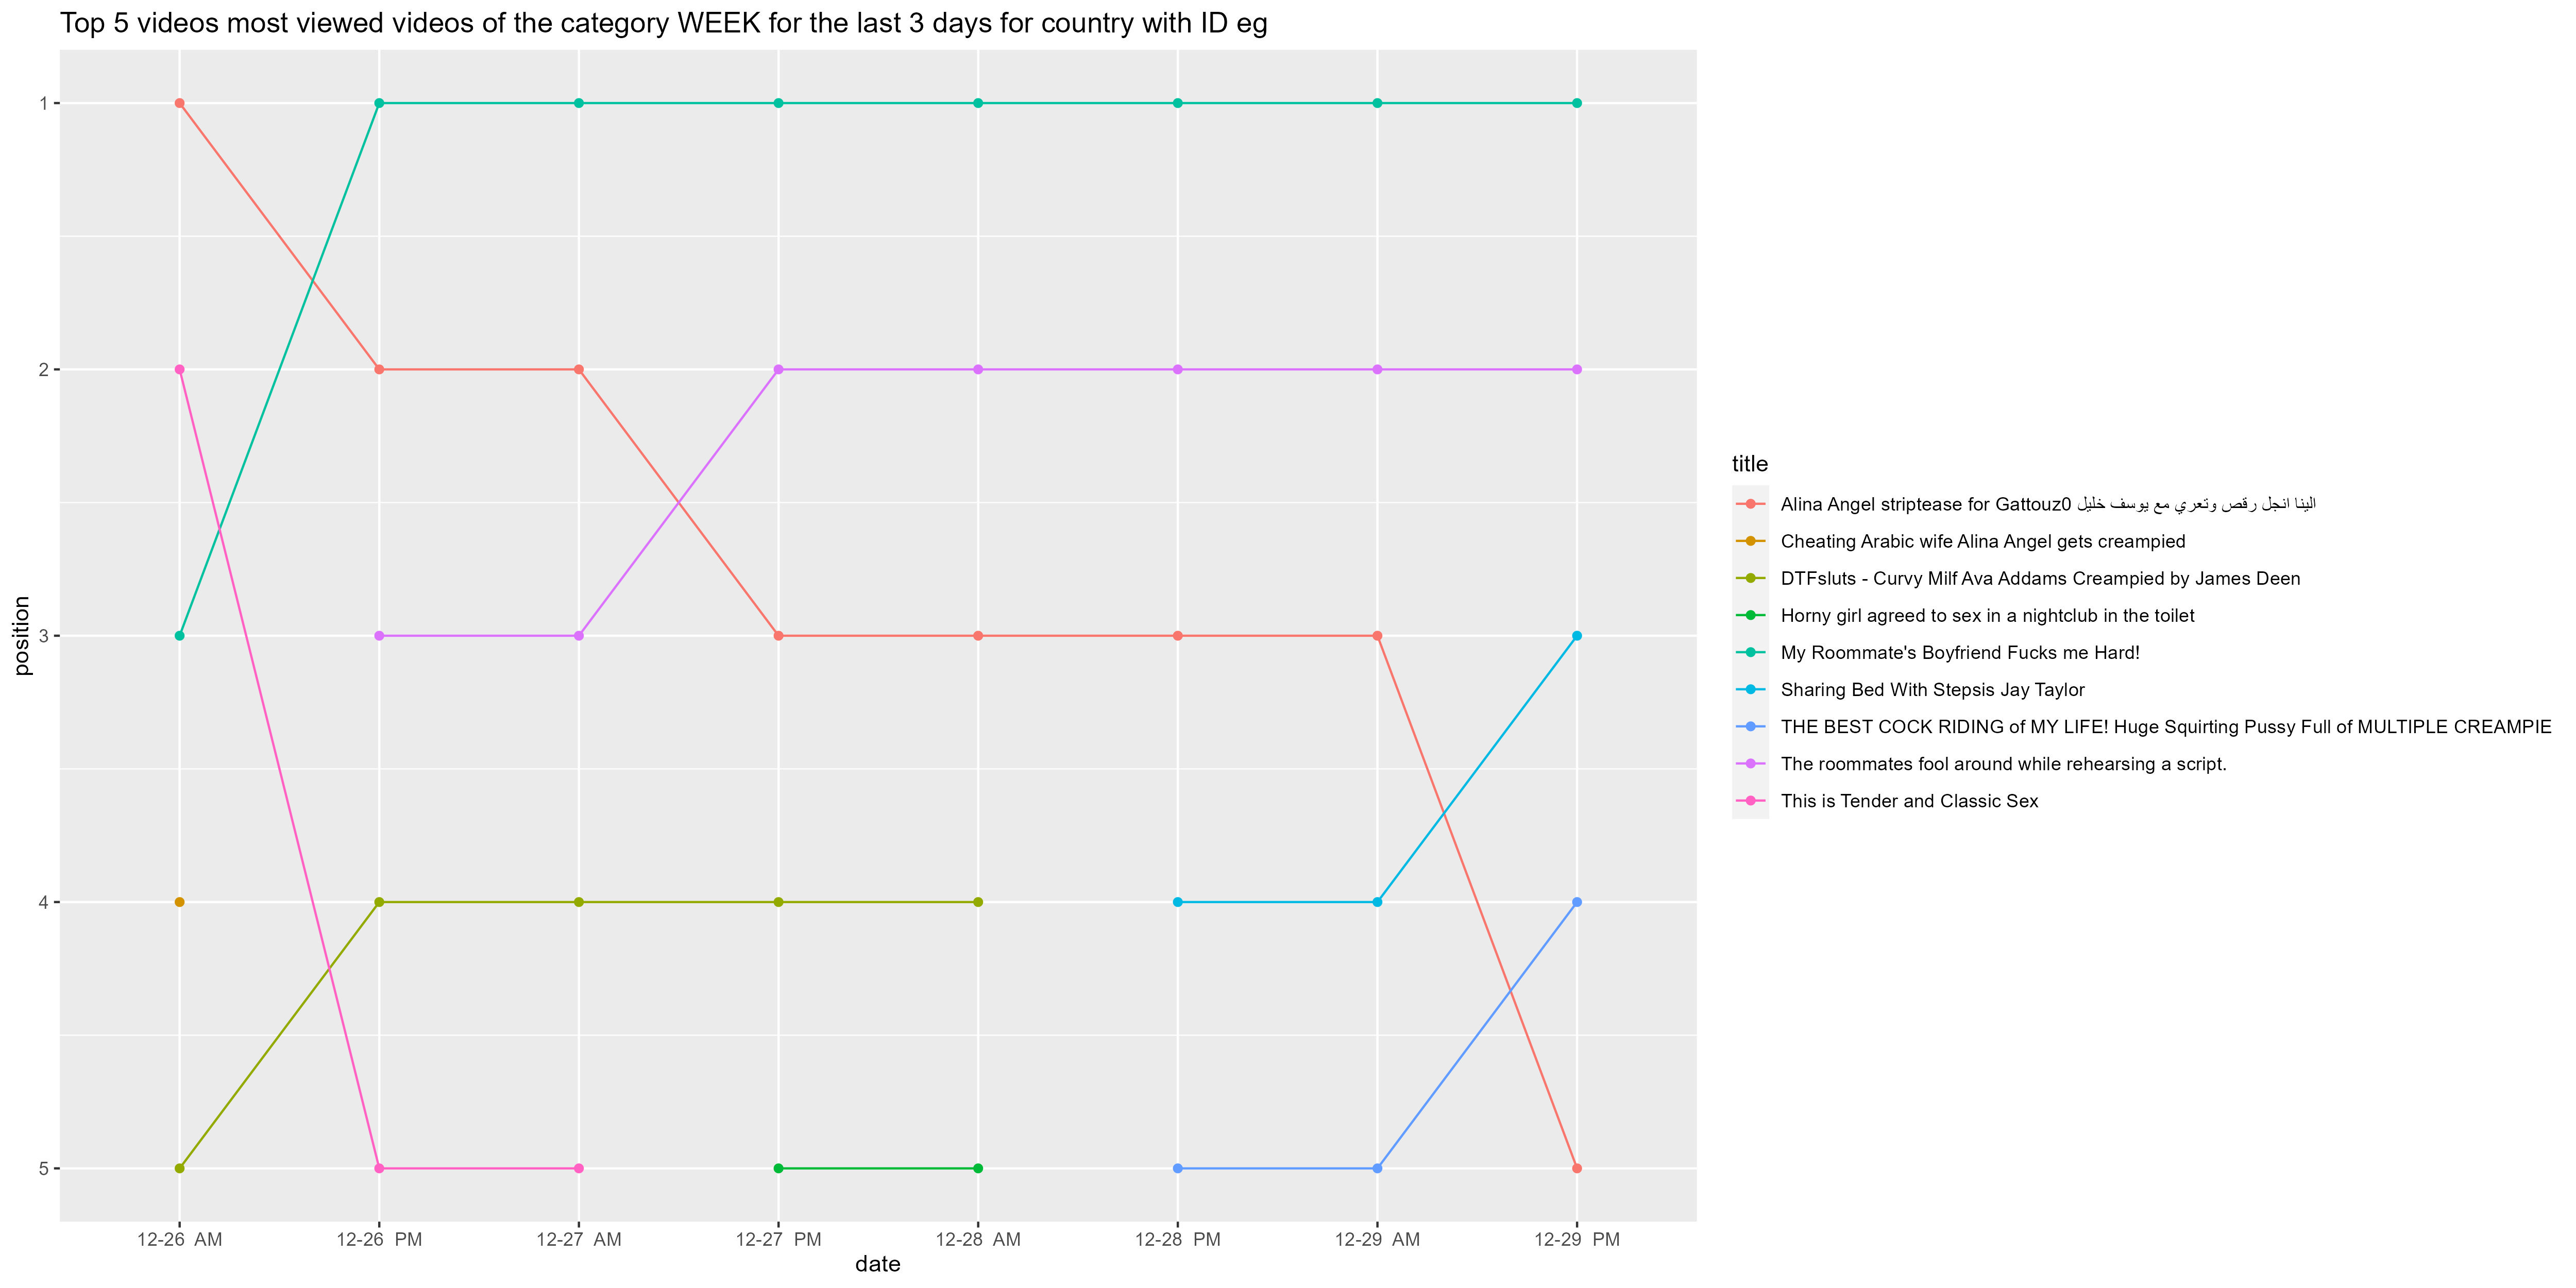 Top 5 videos most viewed videos of the category WEEK for the last 3 days for country with ID eg
position
1
2
3
4
5
12-26 AM
12-26 PM
12-27 AM
12-27 PM
12-28 AM
12-28 PM
12-29 AM
12-29 PM
date
title
Alina Angel striptease for Gattouz0 الينا انجل رقص وتعري مع يوسف خليل
Cheating Arabic wife Alina Angel gets creampied
DTFsluts - Curvy Milf Ava Addams Creampied by James Deen
Horny girl agreed to sex in a nightclub in the toilet
My Roommate's Boyfriend Fucks me Hard!
Sharing Bed With Stepsis Jay Taylor
THE BEST COCK RIDING of MY LIFE! Huge Squirting Pussy Full of MULTIPLE CREAMPIE
The roommates fool around while rehearsing a script.
This is Tender and Classic Sex